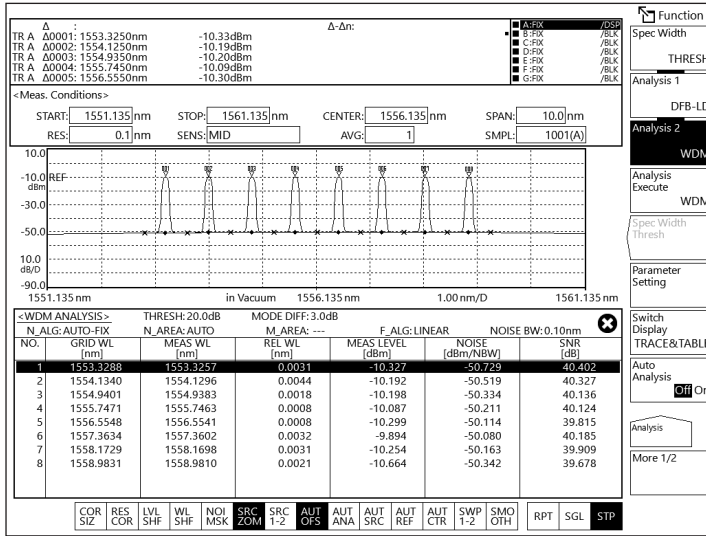 Δ : Δ-Δn:
TR A Δ0001: 1553.3250nm -10.33dBm
TR A Δ0002: 1554.1250nm -10.19dBm
TR A Δ0003: 1554.9350nm -10.20dBm
TR A Δ0004: 1555.7450nm -10.09dBm
TR A Δ0005: 1556.5550nm -10.30dBm
A:FIX /DSP
B:FIX /BLK
C:FIX /BLK
D:FIX /BLK
E:FIX /BLK
F:FIX /BLK
G:FIX /BLK
<Meas. Conditions>
START: 1551.135 nm STOP: 1561.135 nm CENTER: 1556.135 nm SPAN: 10.0 nm
RES: 0.1 nm SENS: MID AVG: 1 SMPL: 1001(A)
10.0
001 002 003 004 005 006 007 008
-10.0 REF
dBm
-30.0
-50.0
10.0
dB/D
-90.0
1551.135 nm in Vacuum 1556.135 nm 1.00 nm/D 1561.135 nm
<WDM ANALYSIS> THRESH: 20.0dB MODE DIFF: 3.0dB
N_ALG: AUTO-FIX N_AREA: AUTO M_AREA: --- F_ALG: LINEAR NOISE BW: 0.10nm
NO. GRID WL MEAS WL REL WL MEAS LEVEL NOISE SNR
[nm] [nm] [nm] [dBm] [dBm/NBW] [dB]
1 1553.3288 1553.3257 0.0031 -10.327 -50.729 40.402
2 1554.1340 1554.1296 0.0044 -10.192 -50.519 40.327
3 1554.9401 1554.9383 0.0018 -10.198 -50.334 40.136
4 1555.7471 1555.7463 0.0008 -10.087 -50.211 40.124
5 1556.5548 1556.5541 0.0008 -10.299 -50.114 39.815
6 1557.3634 1557.3602 0.0032 -9.894 -50.080 40.185
7 1558.1729 1558.1698 0.0031 -10.254 -50.163 39.909
8 1558.9831 1558.9810 0.0021 -10.664 -50.342 39.678
COR RES LVL WL NOI SRC SRC AUT AUT AUT AUT AUT SWP SMO
SIZ COR SHF SHF MSK ZOM 1-2 OFS ANA SRC REF CTR 1-2 OTH
RPT SGL STP
Function
Spec Width
THRESH
Analysis 1
DFB-LD
Analysis 2
WDM
Analysis
Execute
WDM
Spec Width
Thresh
Parameter
Setting
Switch
Display
TRACE&TABLE
Auto
Analysis
Off On
Analysis
More 1/2